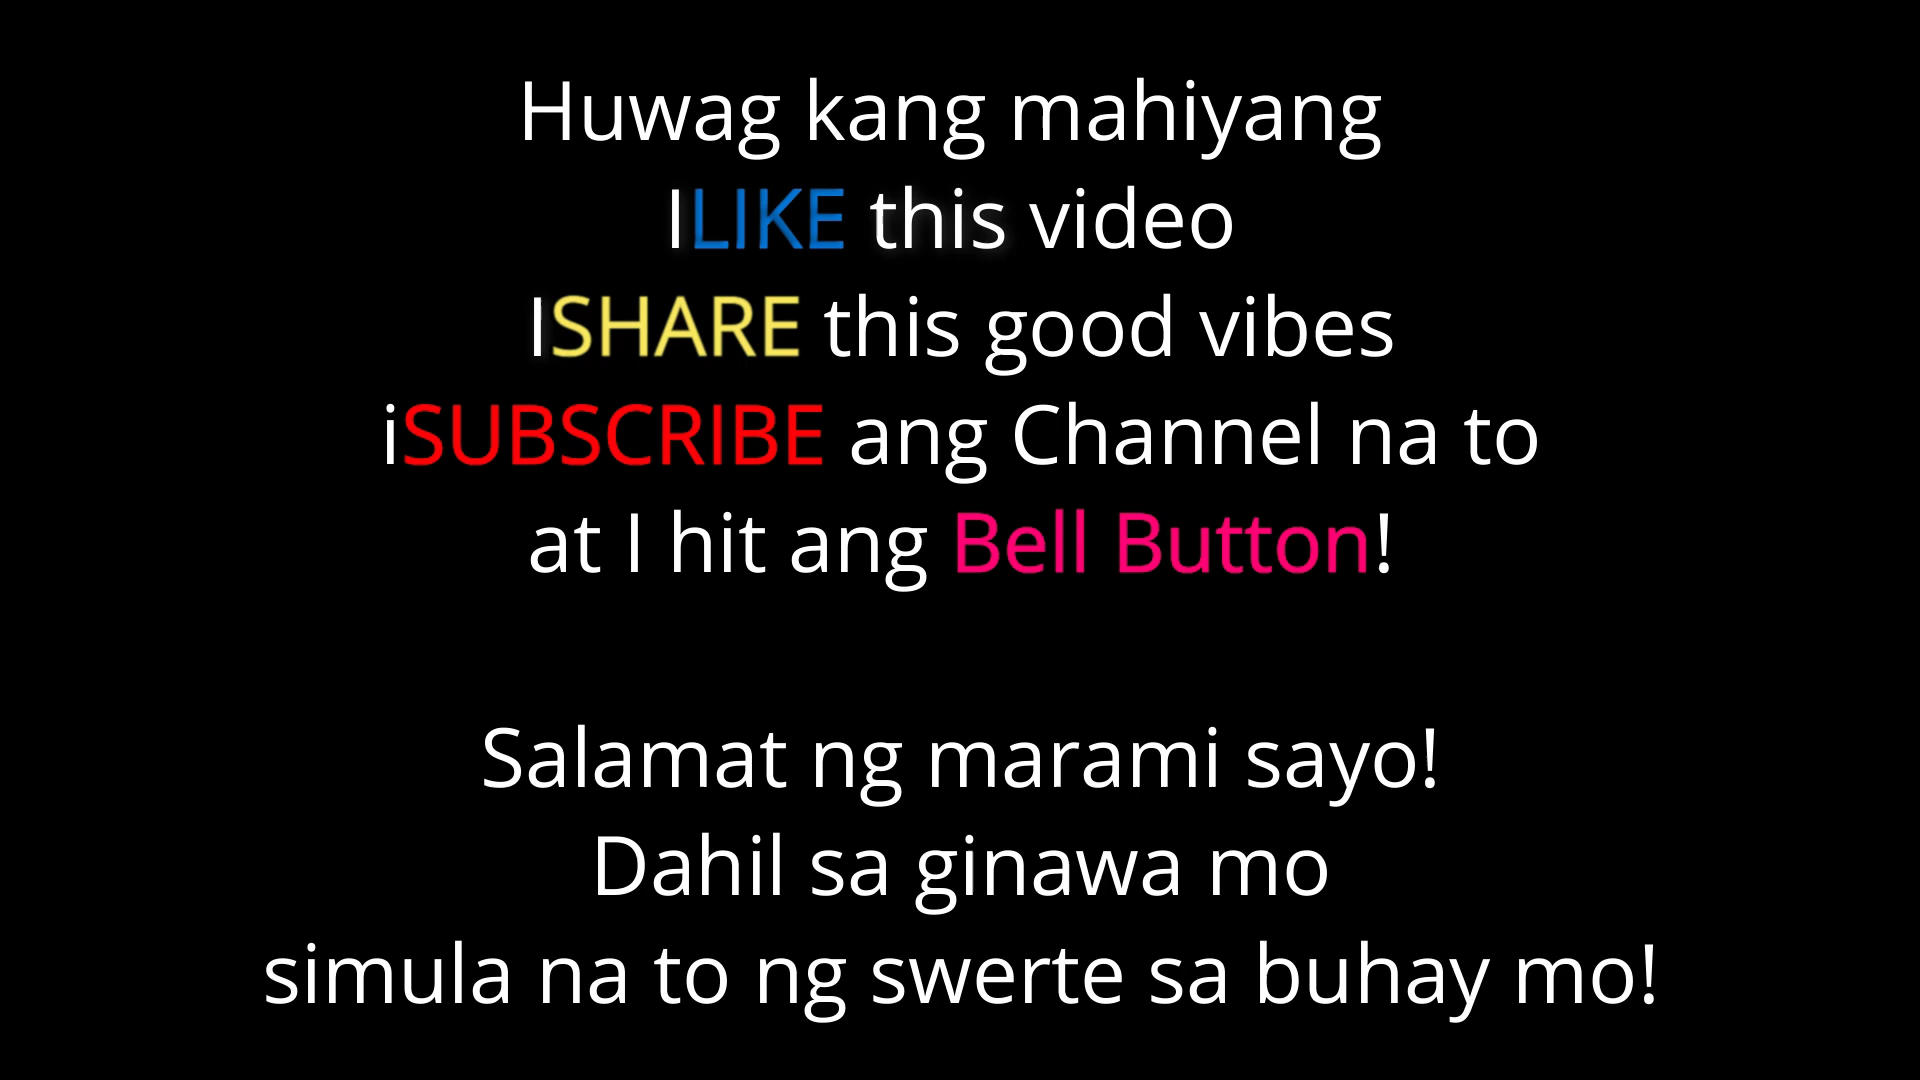 Huwag kang mahiyang
ILIKE this video
ISHARE this good vibes
iSUBSCRIBE ang Channel na to
at I hit ang Bell Button!
Salamat ng marami sayo!
Dahil sa ginawa mo
simula na to ng swerte sa buhay mo!